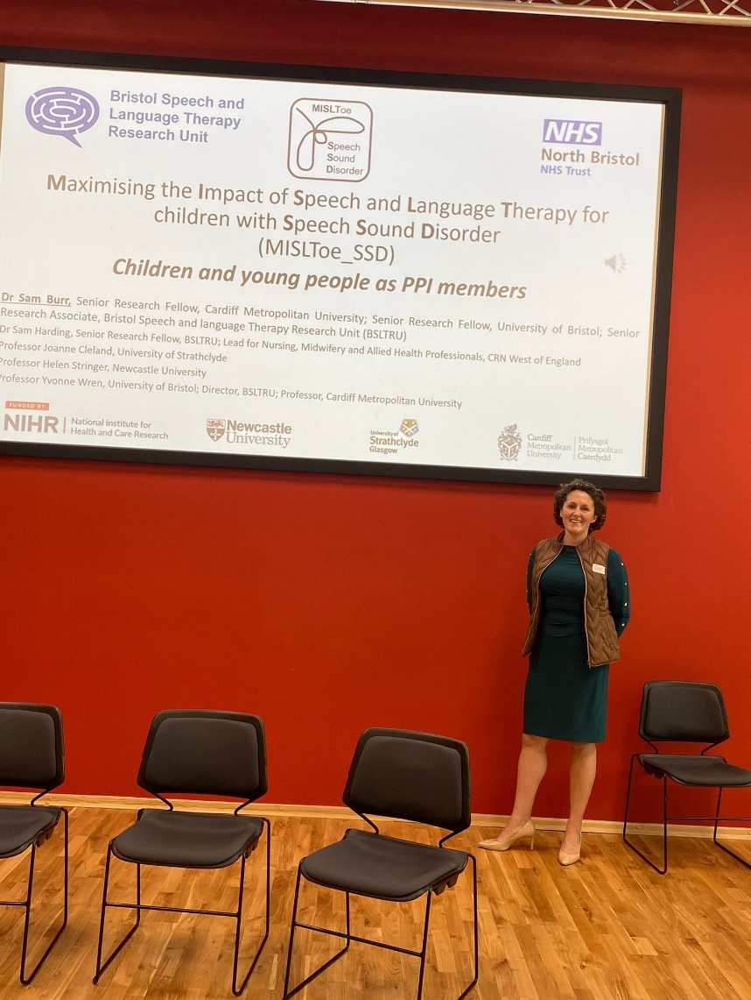 Bristol Speech and
Language Therapy
Research Unit
MISLToe
Speech
Sound
Disorder
NHS
North Bristol
NHS Trust
Maximising the Impact of Speech and Language Therapy for
children with Speech Sound Disorder
(MISLToe_SSD)
Children and young people as PPI members
Dr Sam Burr, Senior Research Fellow, Cardiff Metropolitan University; Senior Research Fellow, University of Bristol; Senior
Research Associate, Bristol Speech and language Therapy Research Unit (BSLTRU)
Dr Sam Harding, Senior Research Fellow, BSLTRU; Lead for Nursing, Midwifery and Allied Health Professionals, CRN West of England
Professor Joanne Cleland, University of Strathclyde
Professor Helen Stringer, Newcastle University
Professor Yvonne Wren, University of Bristol; Director, BSLTRU; Professor, Cardiff Metropolitan University
FUNDED BY
NIHR
National Institute for
Health and Care Research
Newcastle
University
University of
Strathclyde
Glasgow
Cardiff
Metropolitan
University
Prifysgol
Metropolitan
Caerdydd